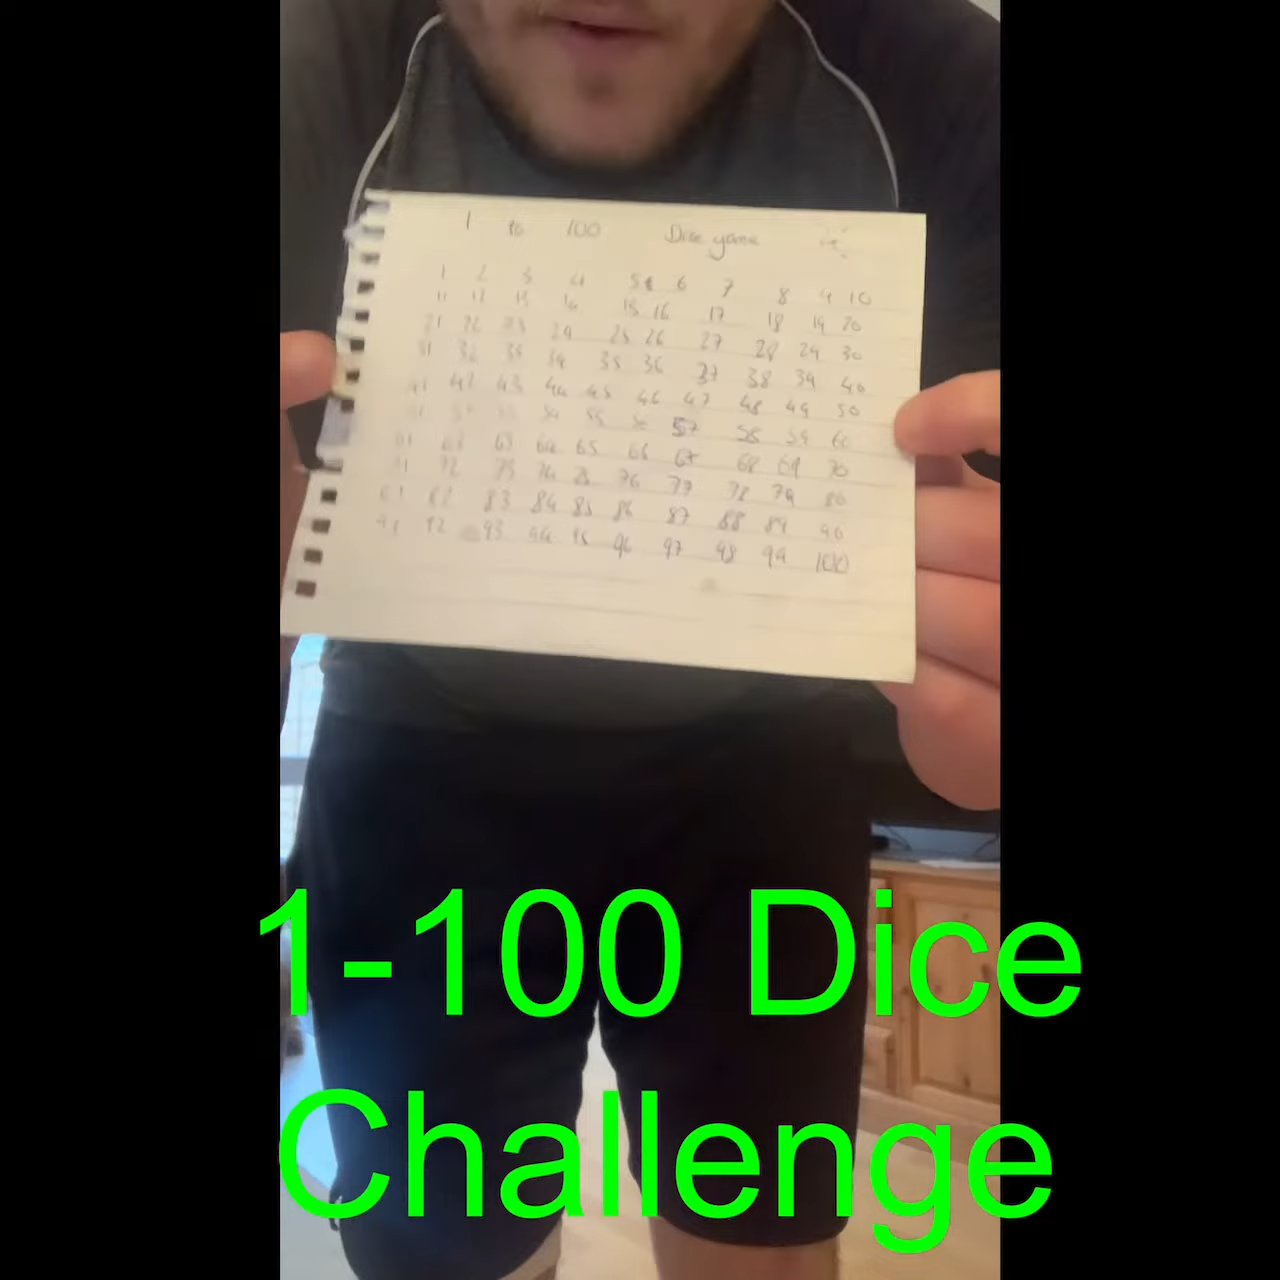 1 to 100 Dice game
1 2 3 4 5 6 7 8 9 10
11 12 13 14 15 16 17 18 19 20
21 22 23 24 25 26 27 28 29 30
31 32 33 34 35 36 37 38 39 40
41 42 43 44 45 46 47 48 49 50
51 54 55 57 58 59 60
61 63 63 64 65 66 67 68 69 70
71 72 73 74 75 76 77 78 79 80
81 82 83 84 85 86 87 88 89 90
91 92 93 94 95 96 97 98 99 100
1-100 Dice
Challenge